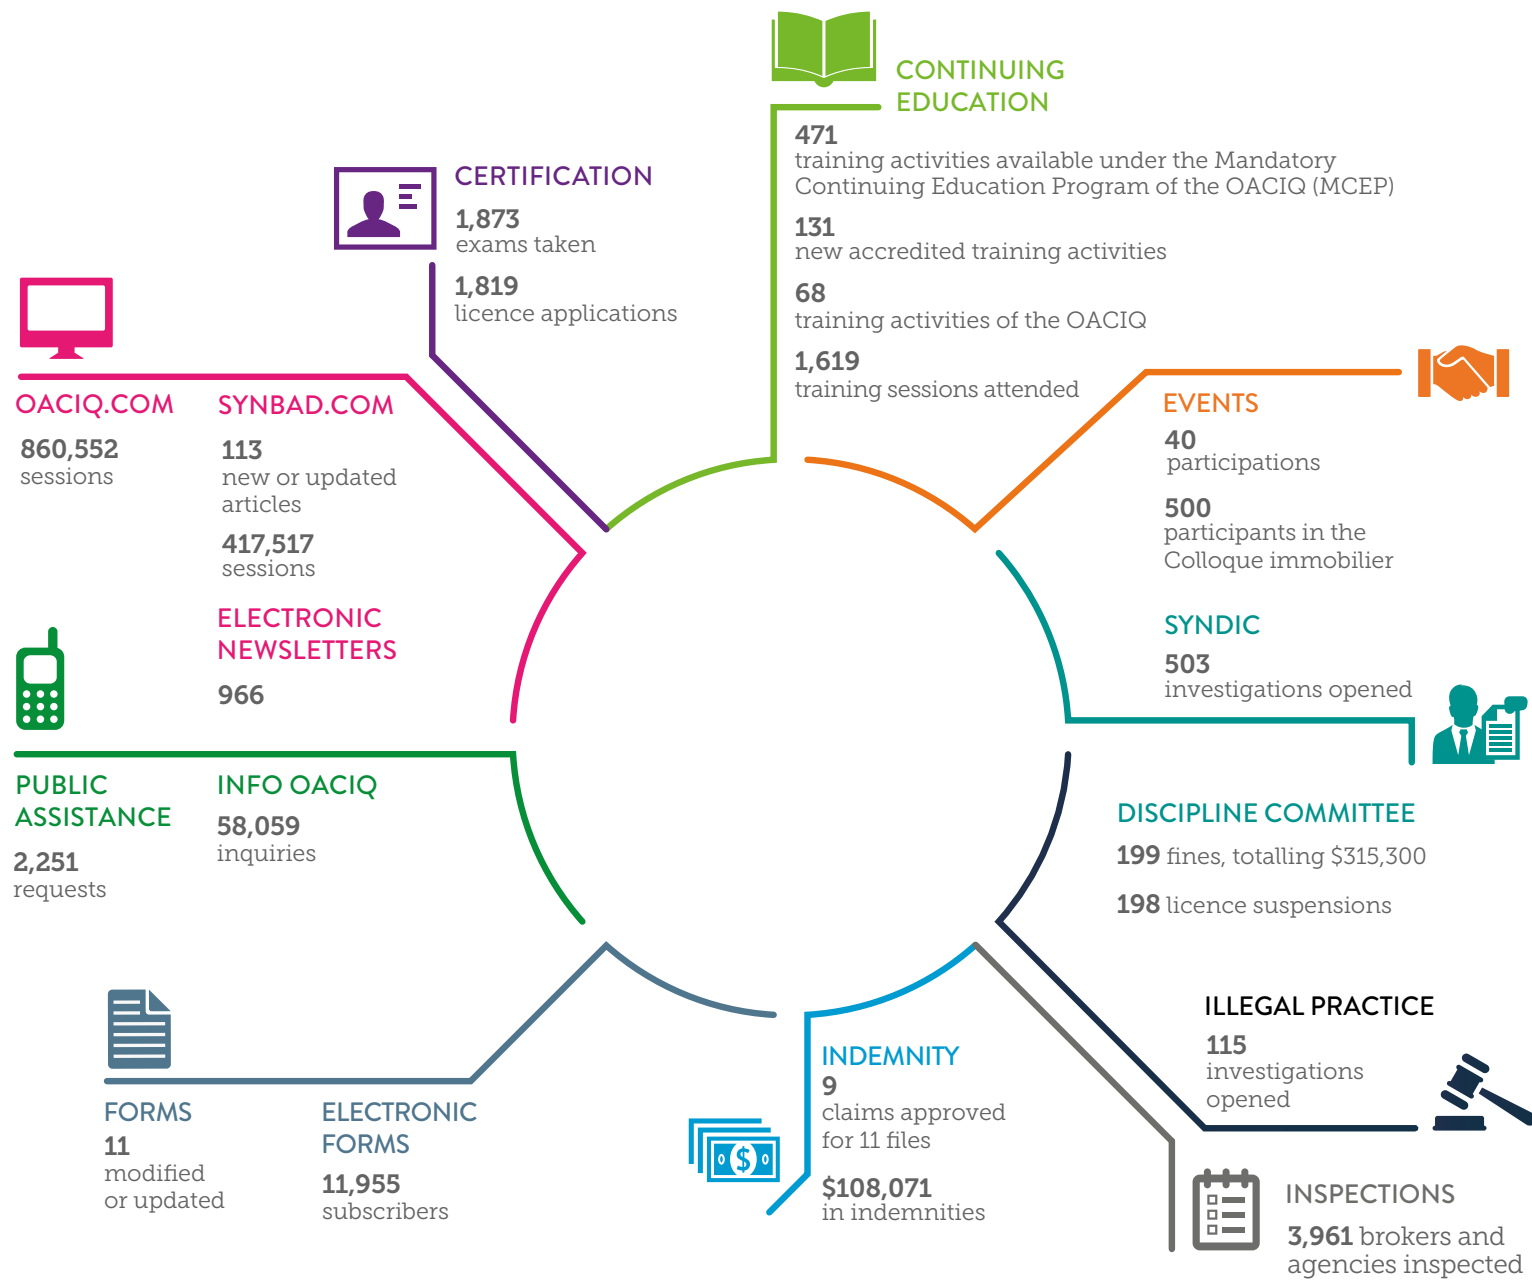 CONTINUING
EDUCATION
471
training activities available under the Mandatory
Continuing Education Program of the OACIQ (MCEP)
131
new accredited training activities
68
training activities of the OACIQ
1,619
training sessions attended
CERTIFICATION
1,873
exams taken
1,819
licence applications
OACIQ.COM
860,552
sessions
SYNBAD.COM
113
new or updated
articles
417,517
sessions
ELECTRONIC
NEWSLETTERS
966
EVENTS
40
participations
500
participants in the
Colloque immobilier
SYNDIC
503
investigations opened
PUBLIC
ASSISTANCE
2,251
requests
INFO OACIQ
58,059
inquiries
DISCIPLINE COMMITTEE
199 fines, totalling $315,300
198 licence suspensions
ILLEGAL PRACTICE
115
investigations
opened
FORMS
11
modified
or updated
ELECTRONIC
FORMS
11,955
subscribers
INDEMNITY
9
claims approved
for 11 files
$108,071
in indemnities
$
INSPECTIONS
3,961 brokers and
agencies inspected